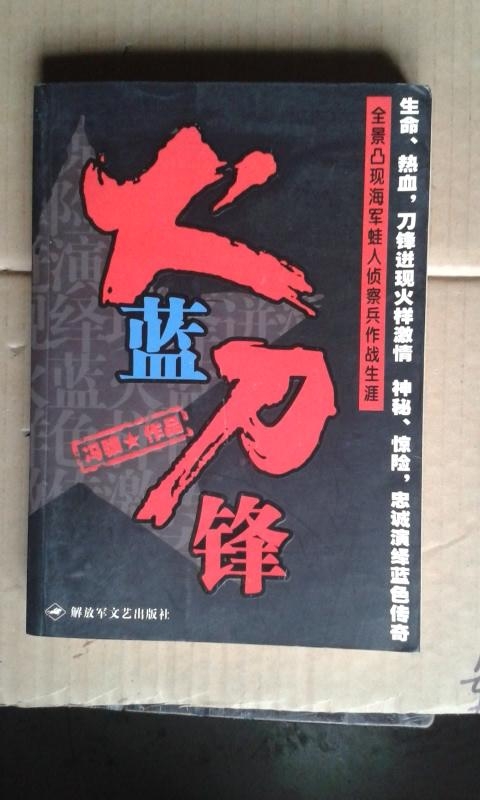 生命、热血，刀锋迸现火样激情 神秘、惊险，忠诚演绎蓝色传奇
全景凸现海军蛙人侦察兵作战生涯
火
蓝
刀
锋
冯骥★作品
解放军文艺出版社